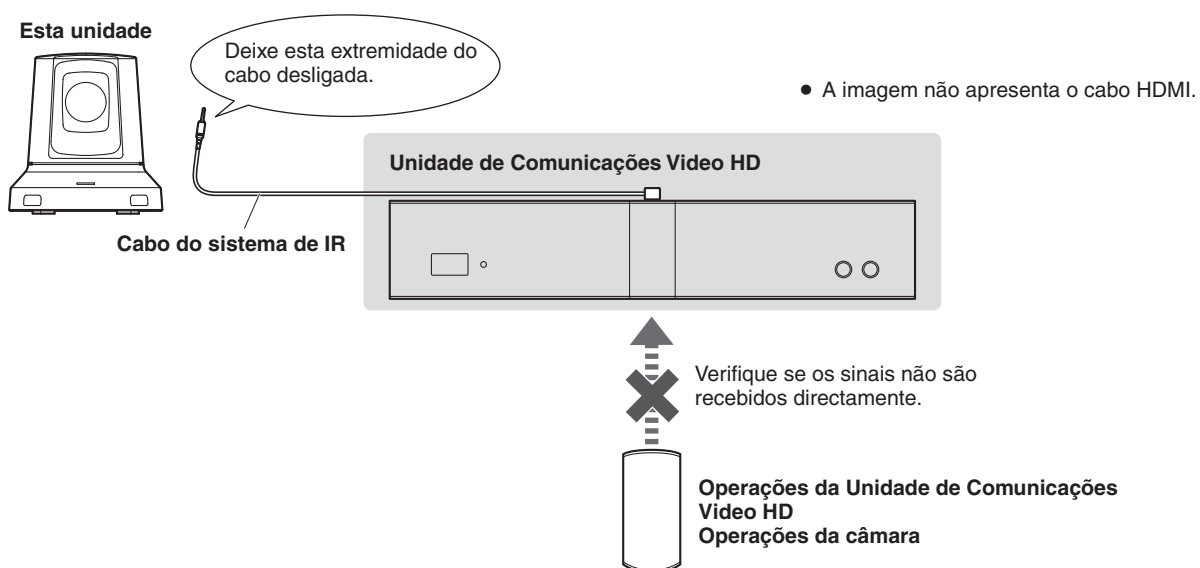 Esta unidade
Deixe esta extremidade do
cabo desligada.
● A imagem não apresenta o cabo HDMI.
Unidade de Comunicações Video HD
Cabo do sistema de IR
Verifique se os sinais não são
recebidos directamente.
Operações da Unidade de Comunicações
Video HD
Operações da câmara